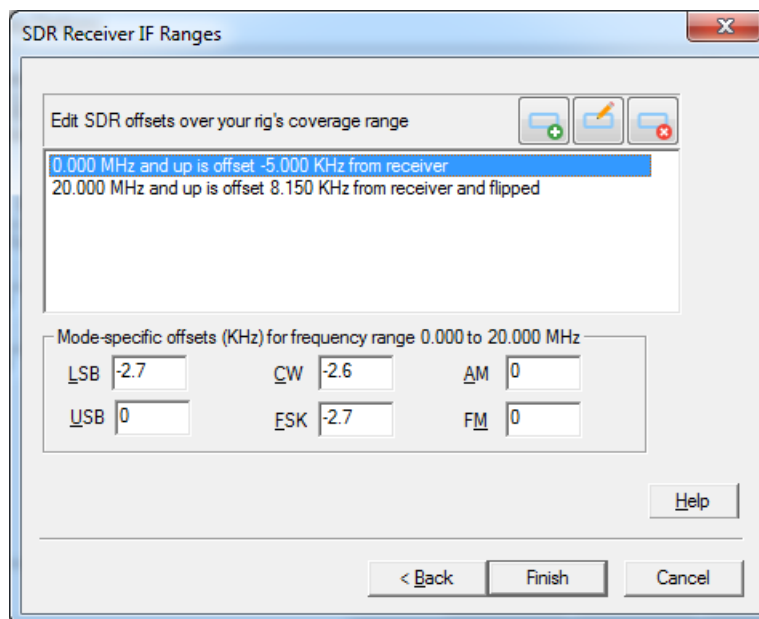 SDR Receiver IF Ranges
Edit SDR offsets over your rig's coverage range
0.000 MHz and up is offset -5.000 KHz from receiver
20.000 MHz and up is offset 8.150 KHz from receiver and flipped
Mode-specific offsets (KHz) for frequency range 0.000 to 20.000 MHz
LSB -2.7 CW -2.6 AM 0
USB 0 FSK -2.7 FM 0
Help
< Back Finish Cancel